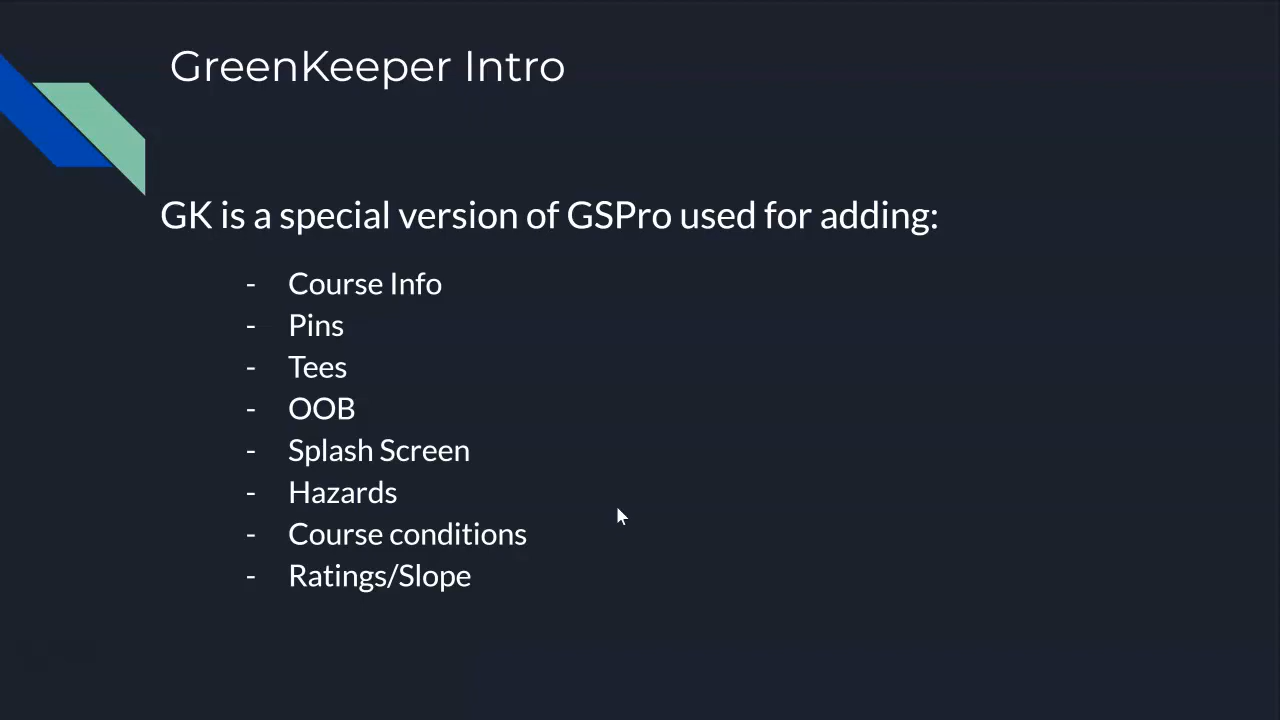 GreenKeeper Intro
GK is a special version of GSPro used for adding:
- Course Info
- Pins
- Tees
- OOB
- Splash Screen
- Hazards
- Course conditions
- Ratings/Slope